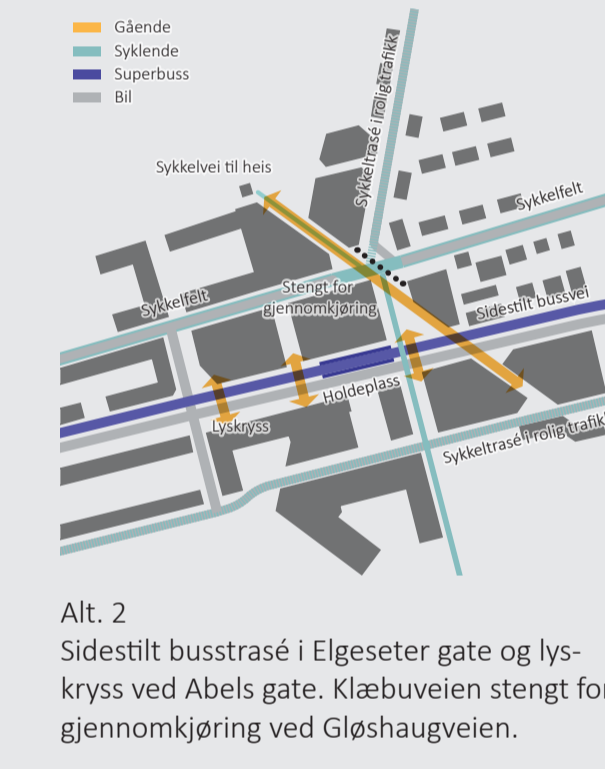 Gående
Syklende
Superbuss
Bil
Sykkeltrasé i rolig trafikk
Sykkelvei til heis
Sykkelfelt
Sykkelfelt
Stengt for
gjennomkjøring
Sidestilt bussvei
Holdeplass
Lyskryss
Sykkeltrasé i rolig trafikk
Alt. 2
Sidestilt busstrasé i Elgeseter gate og lys-
kryss ved Abels gate. Klæbuveien stengt for
gjennomkjøring ved Gløshaugveien.